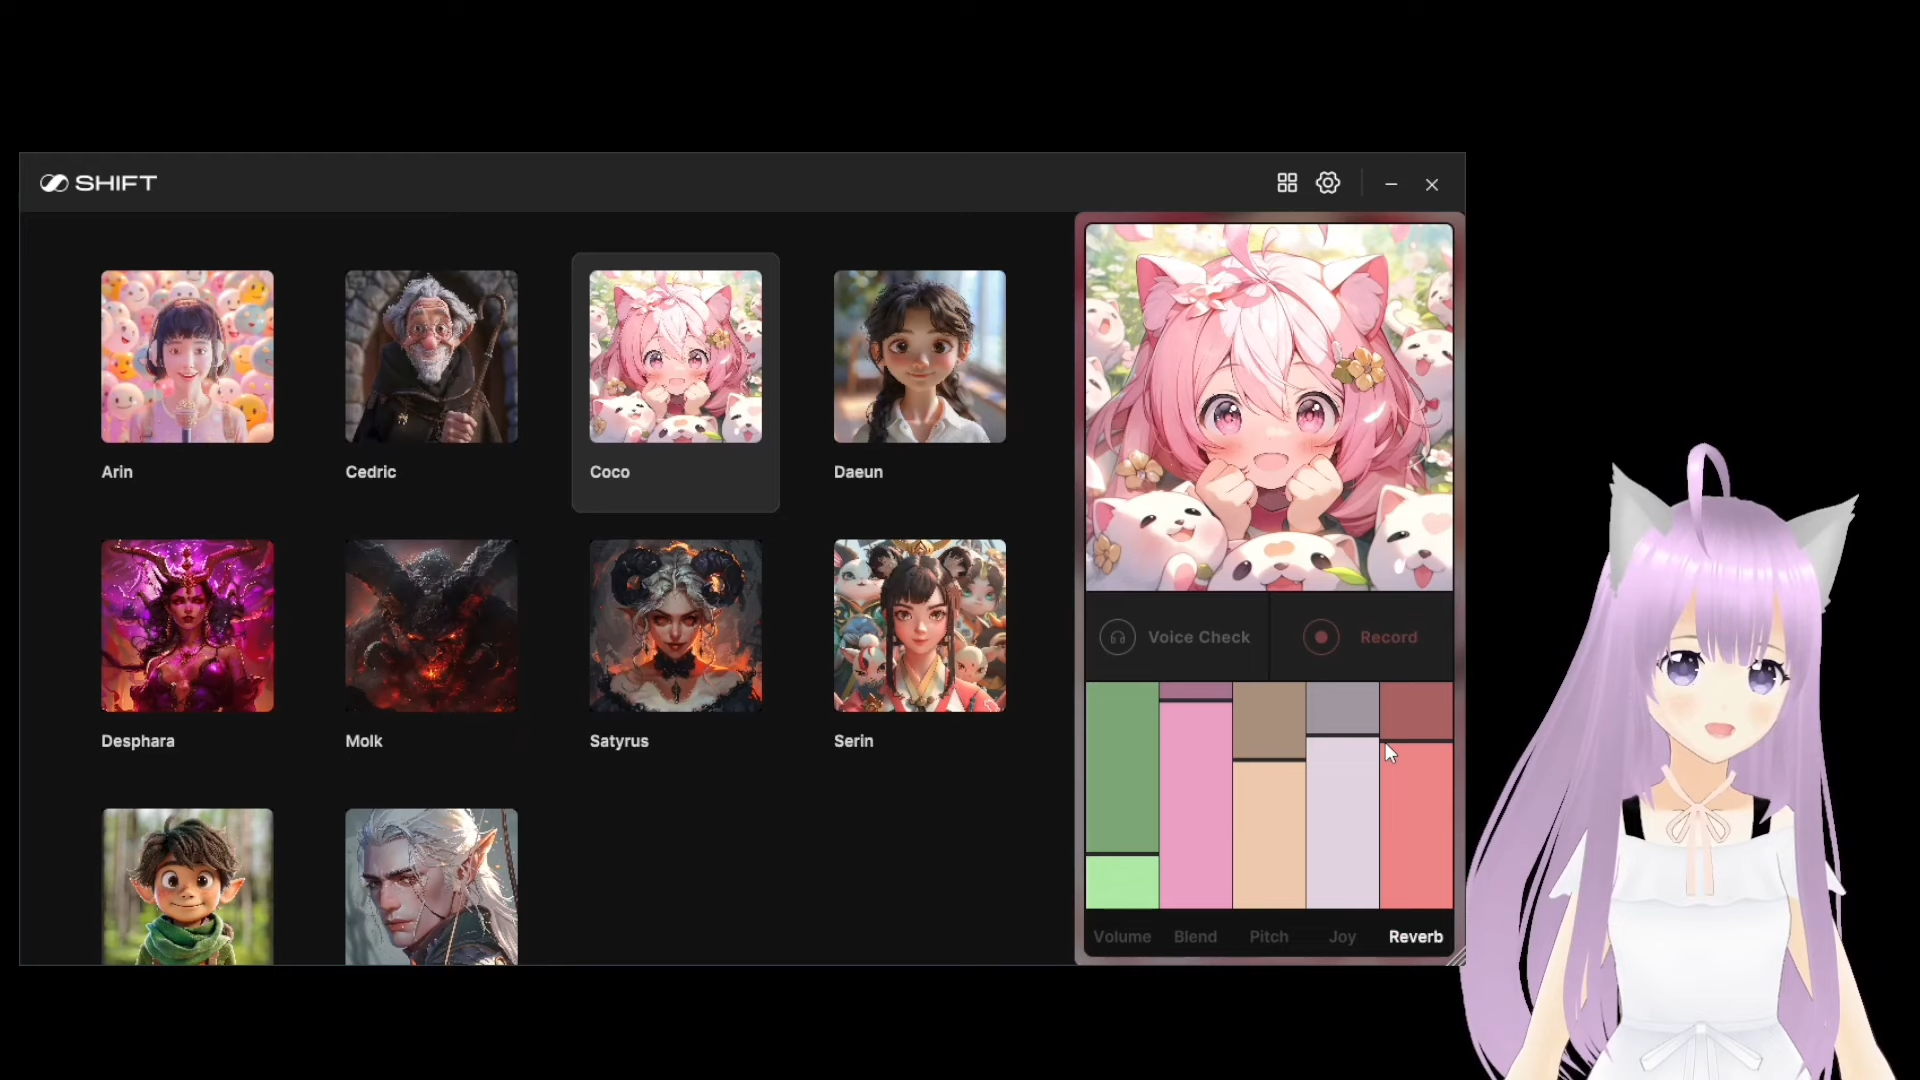 SHIFT
Arin
Cedric
Coco
Daeun
Desphara
Molk
Satyrus
Serin
Voice Check
Record
Volume
Blend
Pitch
Joy
Reverb